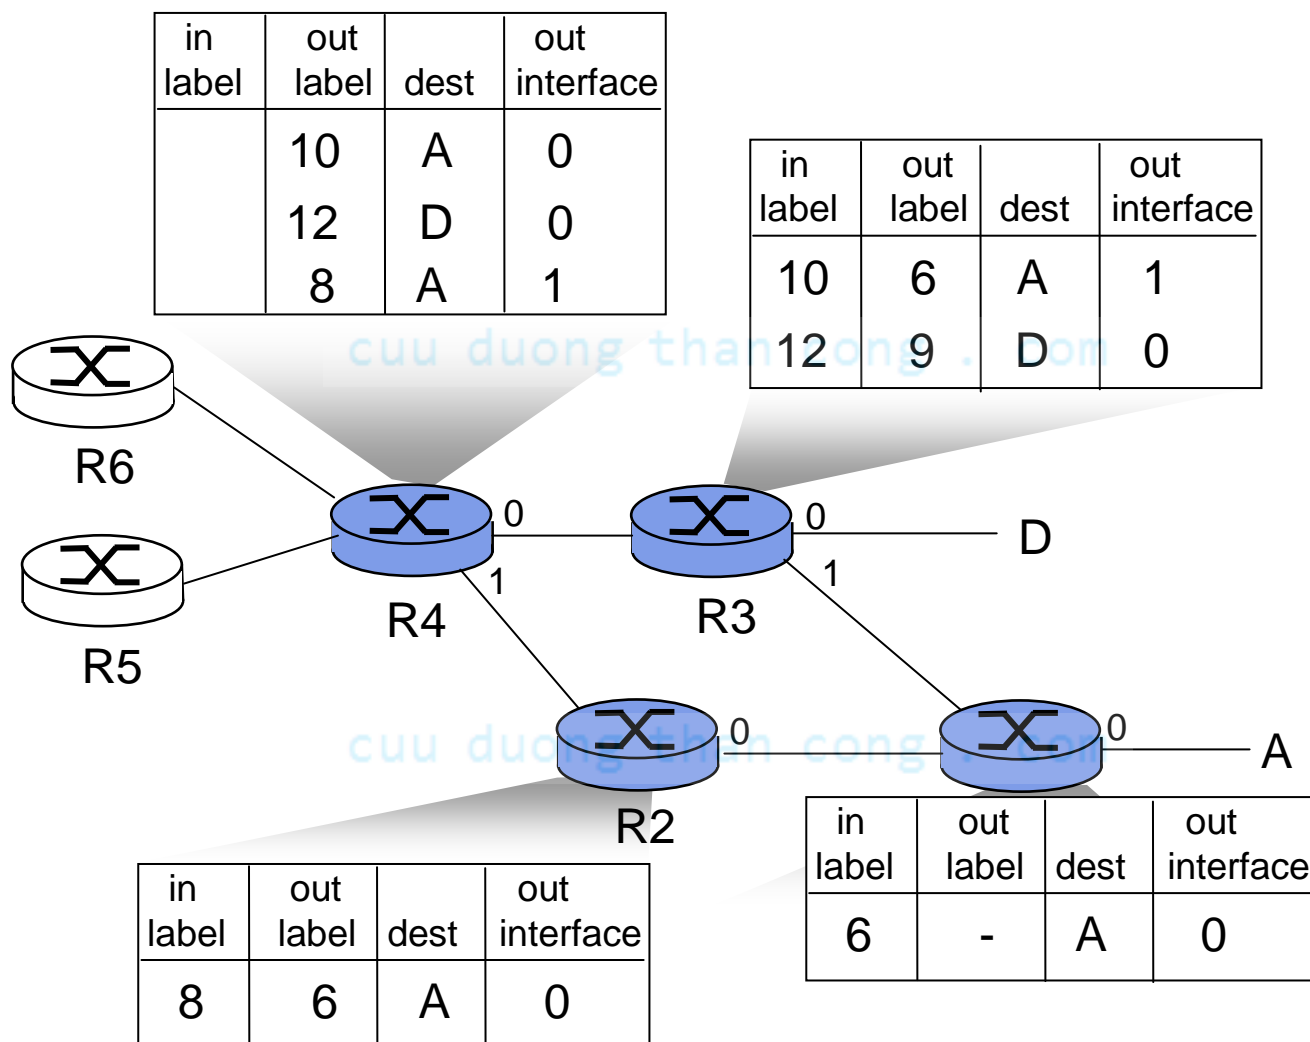 in out out
label label dest interface
10 A 0
12 D 0
8 A 1
in out out
label label dest interface
10 6 A 1
12 9 D 0
cuu duong than cong . com
R6
0
0
D
1
1
R4
R3
R5
cuu duong than cong . com
0
0
A
R2
in out out
label label dest interface
6 - A 0
in out out
label label dest interface
8 6 A 0